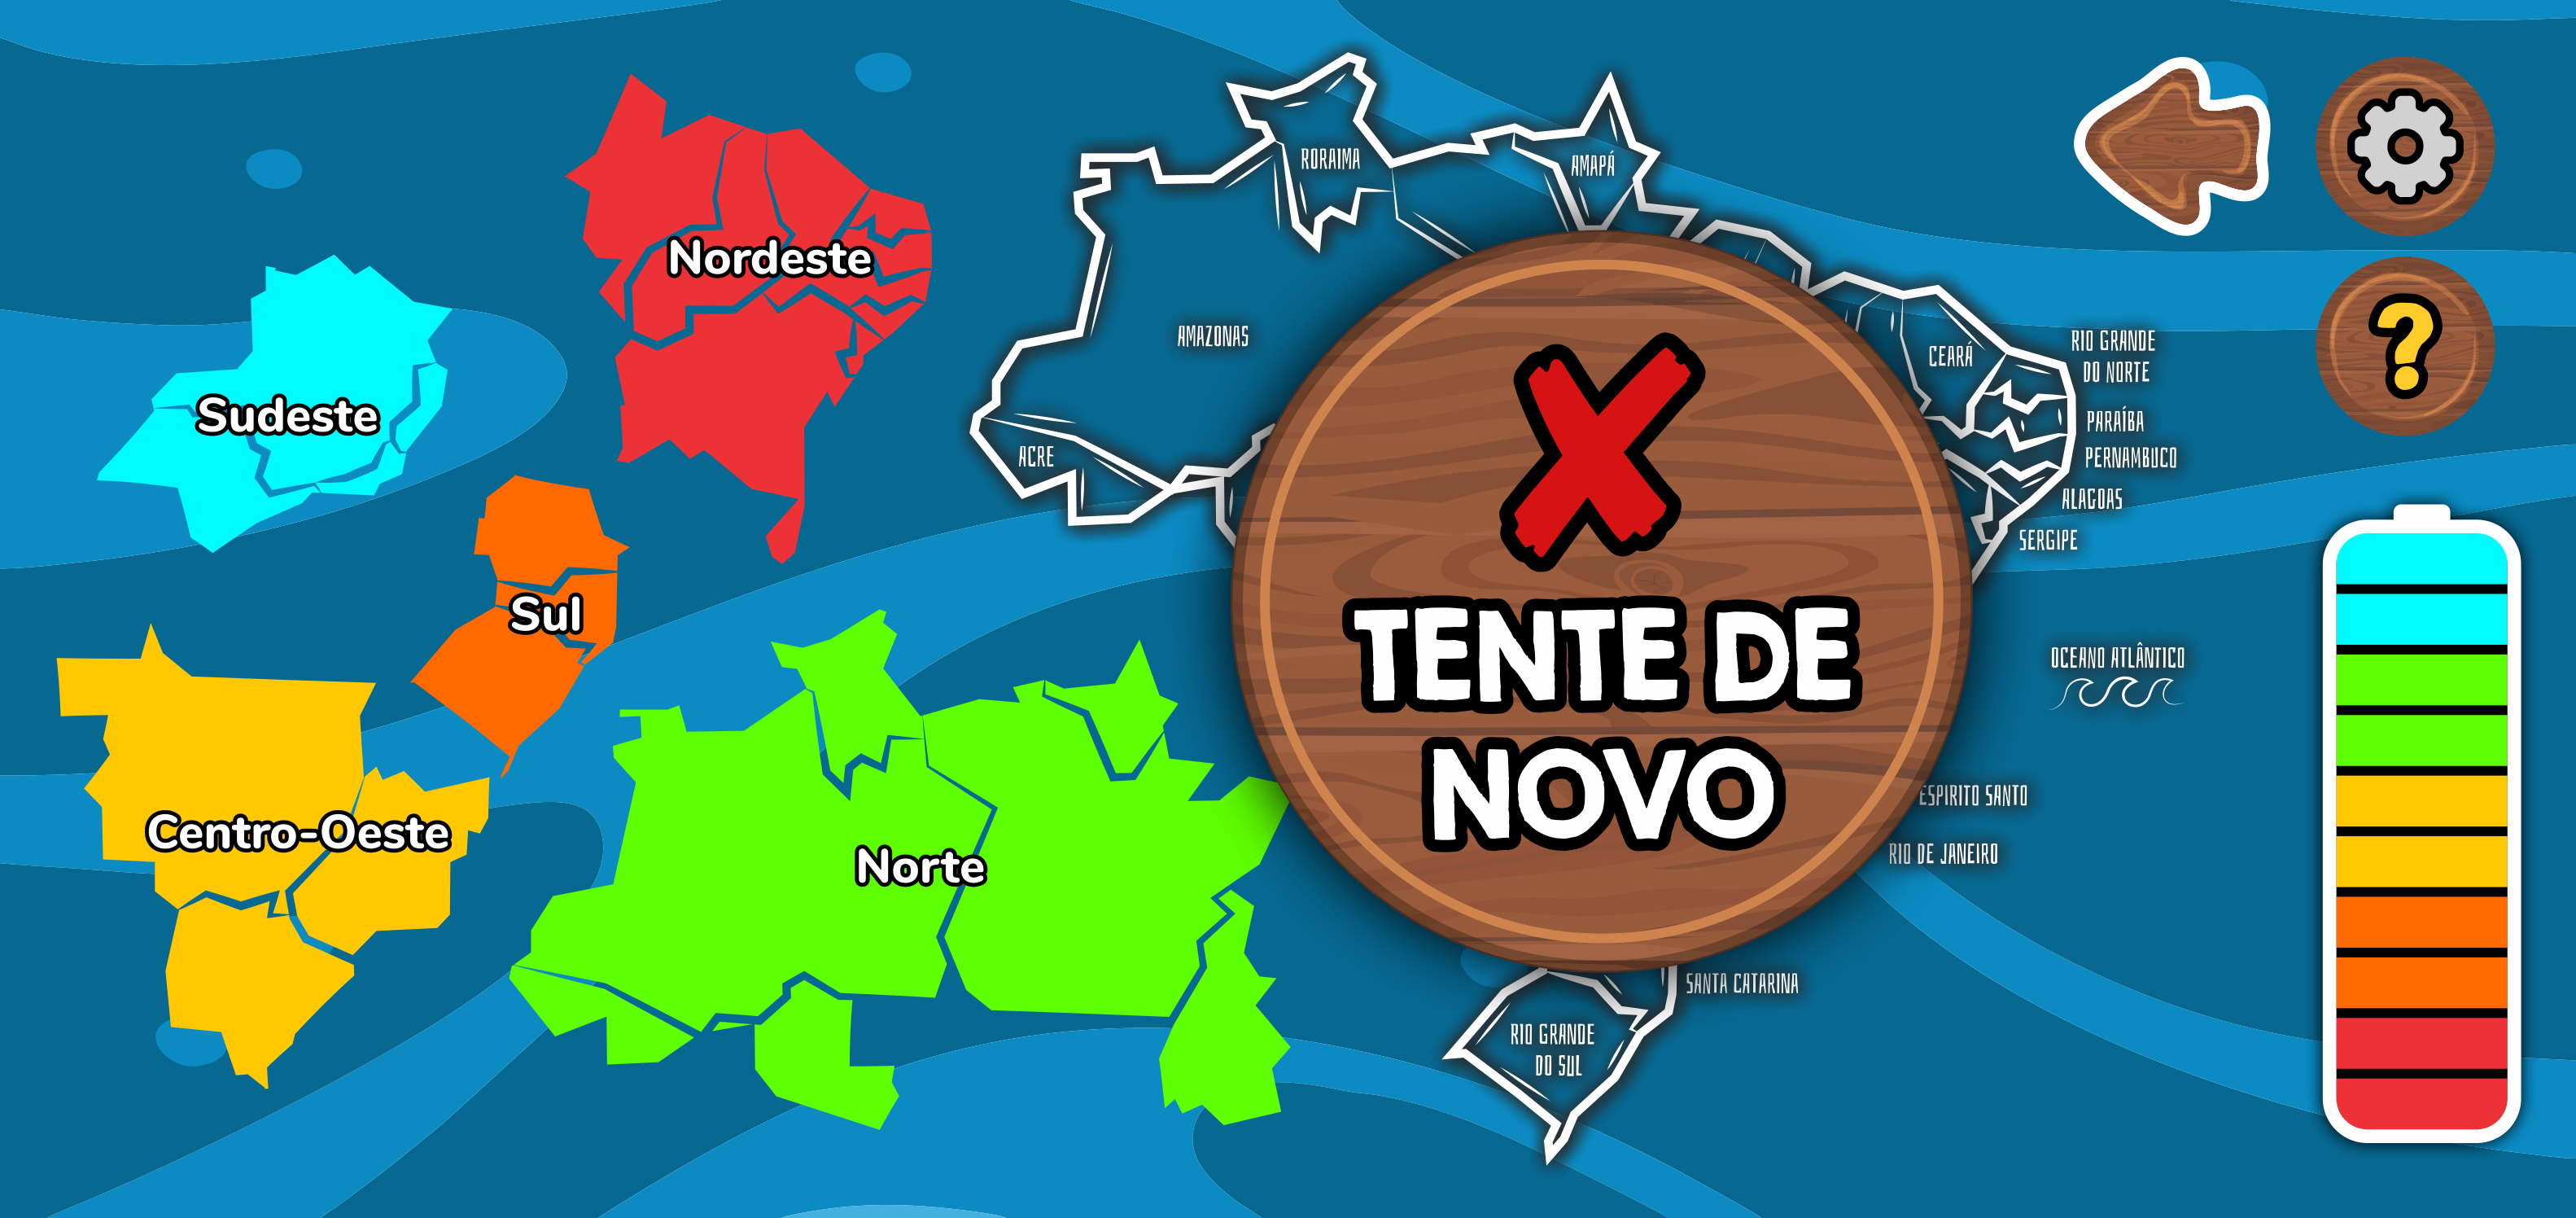 Nordeste
Sudeste
Sul
Centro-Oeste
Norte
RORAIMA
AMAPÁ
AMAZONAS
ACRE
CEARÁ
RIO GRANDE
DO NORTE
PARAÍBA
PERNAMBUCO
ALAGOAS
SERGIPE
OCEANO ATLÂNTICO
TENTE DE
NOVO
ESPIRITO SANTO
RIO DE JANEIRO
SANTA CATARINA
RIO GRANDE
DO SUL
?